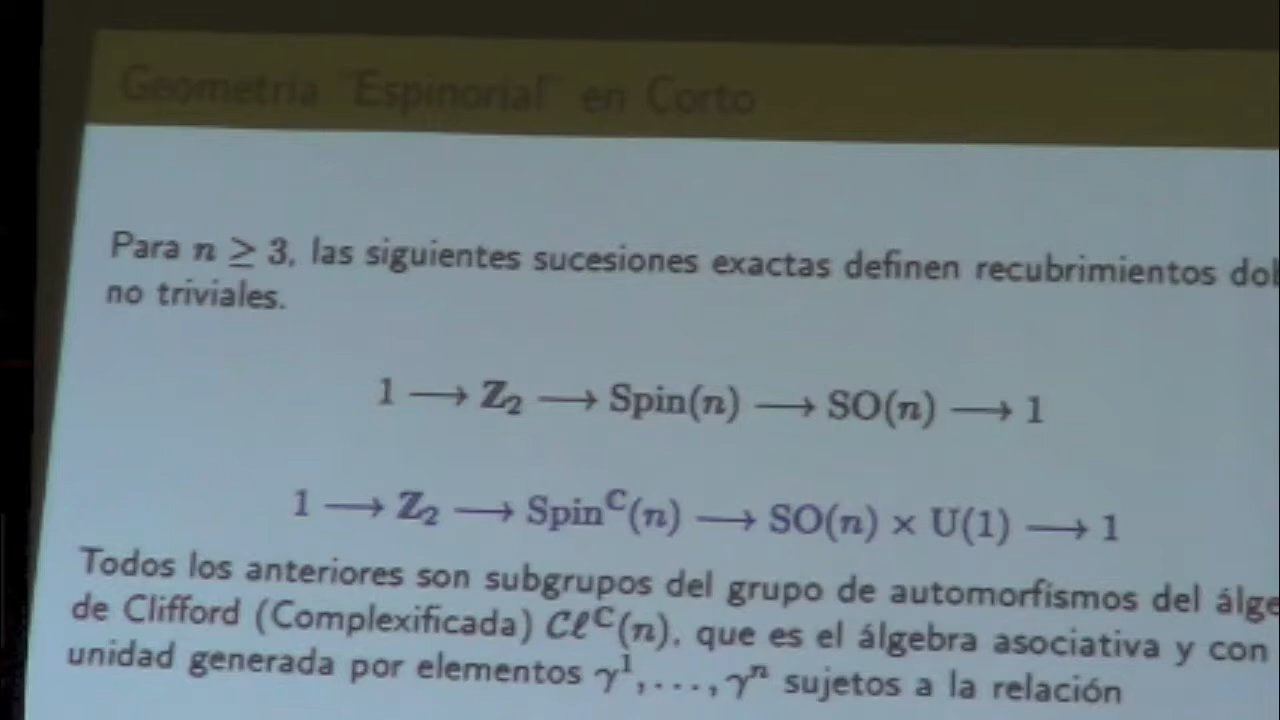 Geometría "Espinorial" en Corto
Para n ≥ 3, las siguientes sucesiones exactas definen recubrimientos dol
no triviales.
1 ⟶ ℤ₂ ⟶ Spin(n) ⟶ SO(n) ⟶ 1
1 ⟶ ℤ₂ ⟶ Spin^ℂ(n) ⟶ SO(n) × U(1) ⟶ 1
Todos los anteriores son subgrupos del grupo de automorfismos del álge
de Clifford (Complexificada) 𝒞ℓ^ℂ(n), que es el álgebra asociativa y con
unidad generada por elementos γ¹, . . . , γⁿ sujetos a la relación